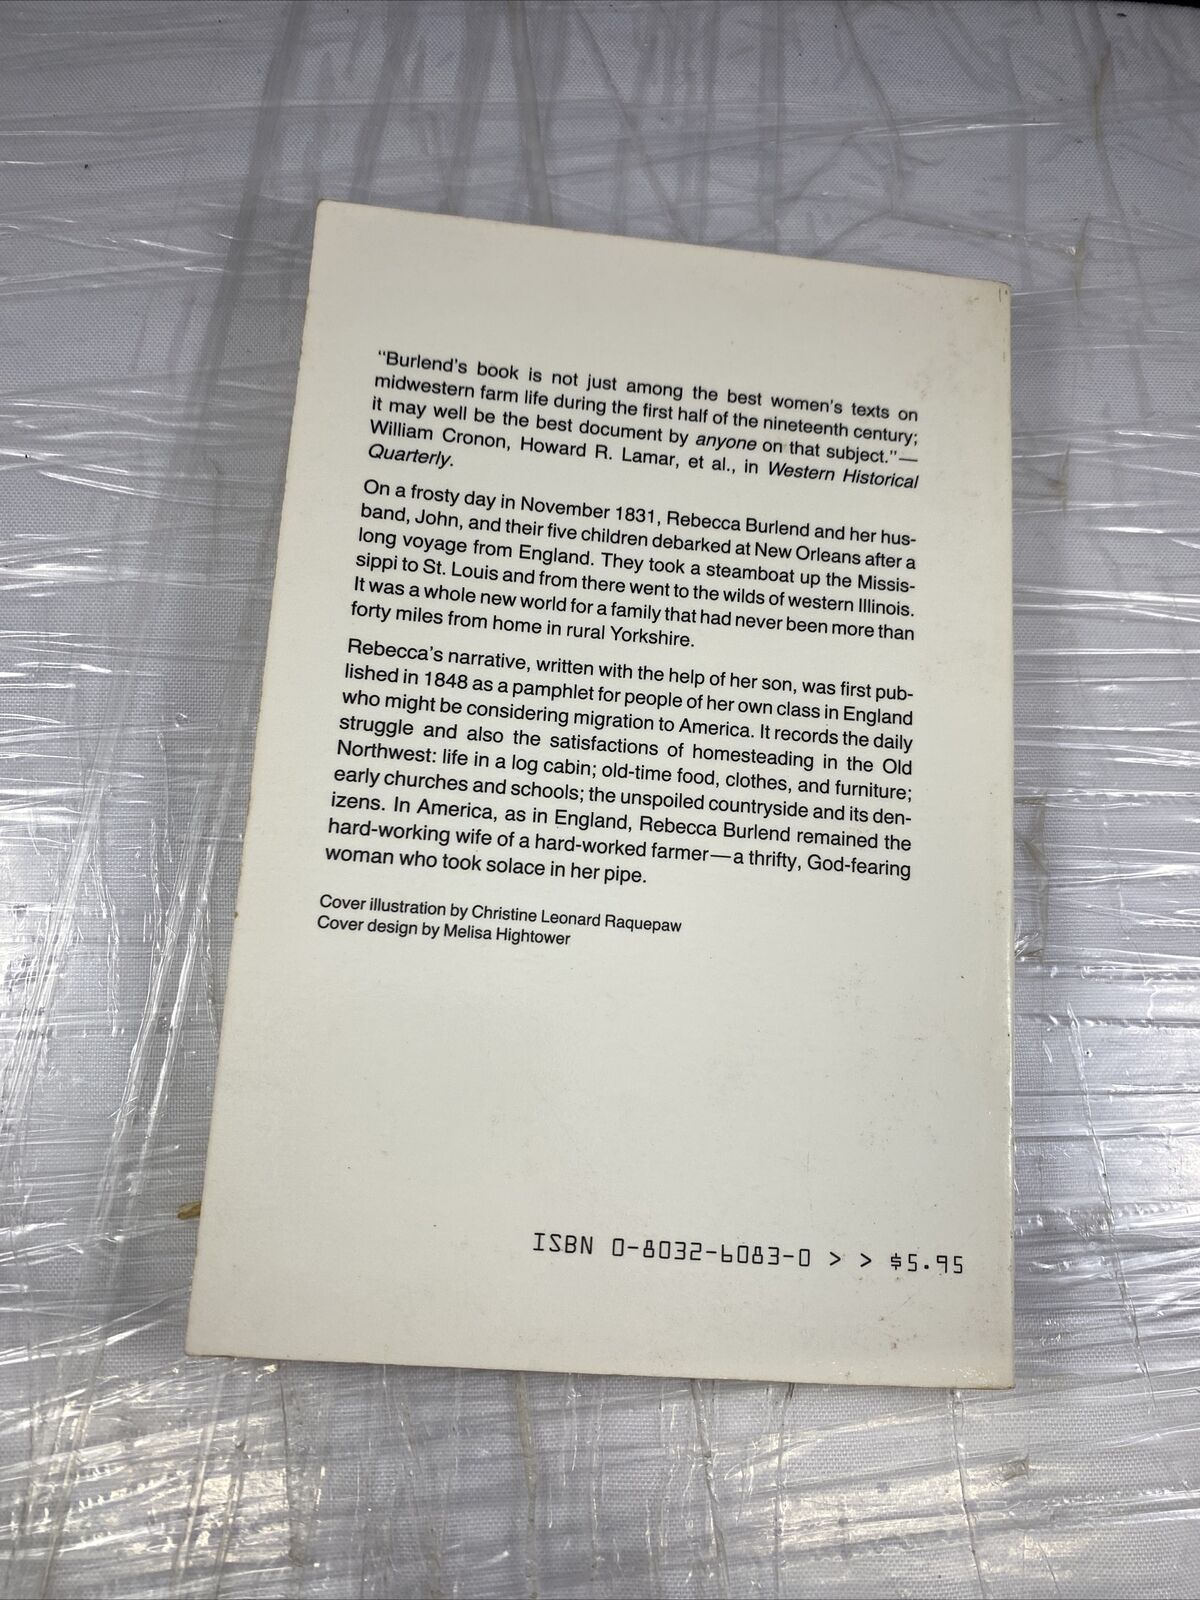 “Burlend’s book is not just among the best women’s texts on
midwestern farm life during the first half of the nineteenth century;
it may well be the best document by anyone on that subject.”—
William Cronon, Howard R. Lamar, et al., in Western Historical
Quarterly.
On a frosty day in November 1831, Rebecca Burlend and her hus-
band, John, and their five children debarked at New Orleans after a
long voyage from England. They took a steamboat up the Missis-
sippi to St. Louis and from there went to the wilds of western Illinois.
It was a whole new world for a family that had never been more than
forty miles from home in rural Yorkshire.
Rebecca’s narrative, written with the help of her son, was first pub-
lished in 1848 as a pamphlet for people of her own class in England
who might be considering migration to America. It records the daily
struggle and also the satisfactions of homesteading in the Old
Northwest: life in a log cabin; old-time food, clothes, and furniture;
early churches and schools; the unspoiled countryside and its den-
izens. In America, as in England, Rebecca Burlend remained the
hard-working wife of a hard-worked farmer—a thrifty, God-fearing
woman who took solace in her pipe.
Cover illustration by Christine Leonard Raquepaw
Cover design by Melisa Hightower
ISBN 0-8032-6083-0 > > $5.95